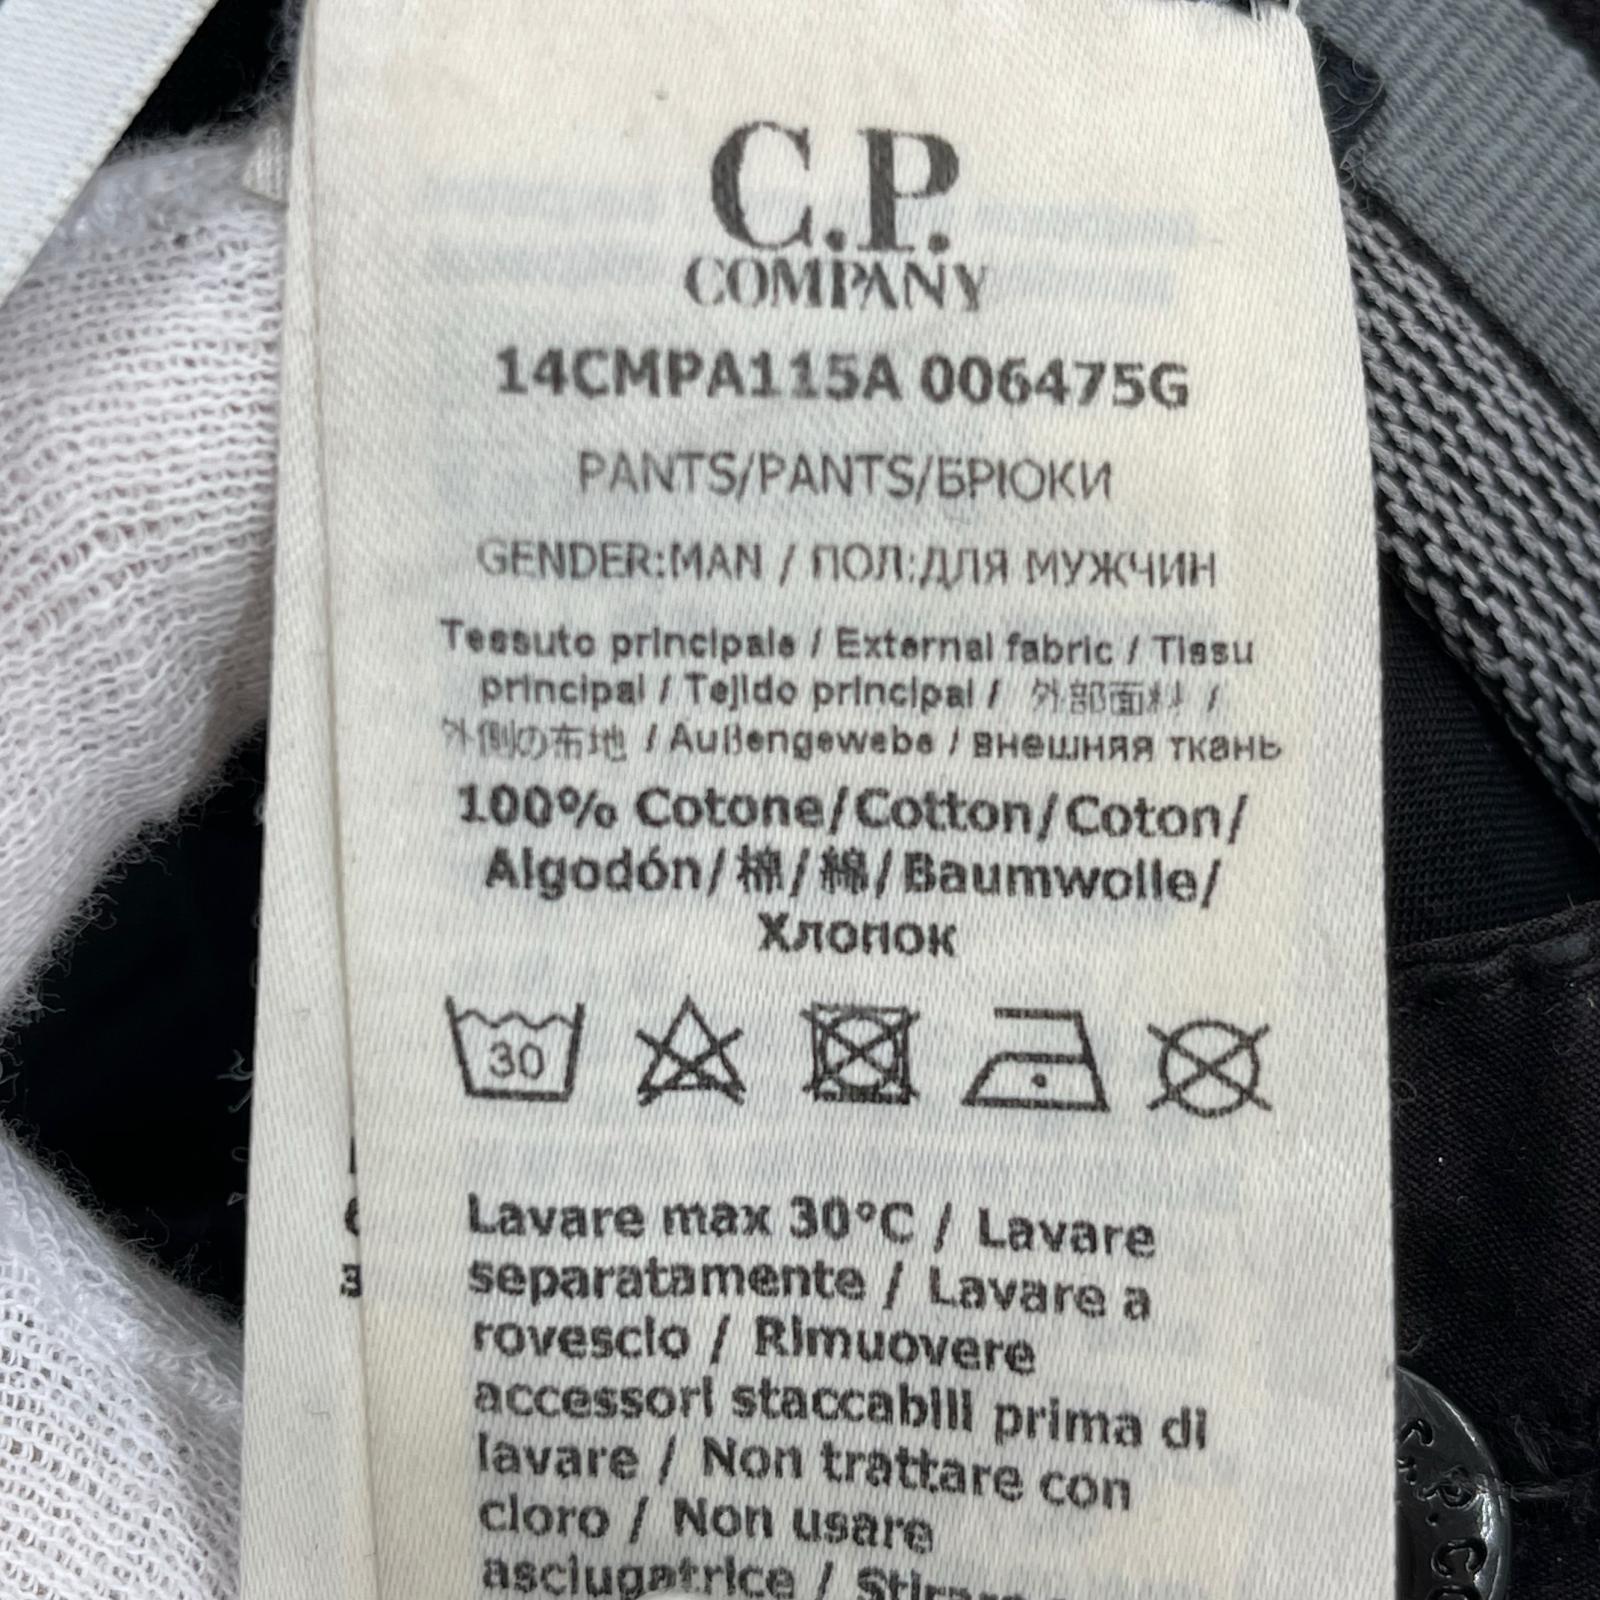 C.P.
COMPANY
14CMPA115A 006475G
PANTS/PANTS/БРЮКИ
GENDER:MAN / ПОЛ:ДЛЯ МУЖЧИН
Tessuto principale / External fabric / Tissu
principal / Tejido principal / 外部面料 /
外側の布地 / Außengewebe / внешняя ткань
100% Cotone/Cotton/Coton/
Algodón/棉/綿/Baumwolle/
Хлопок
30
Lavare max 30°C / Lavare
separatamente / Lavare a
rovescio / Rimuovere
accessori staccabili prima di
lavare / Non trattare con
cloro / Non usare
asciugatrice / Stirare
C.P. Co